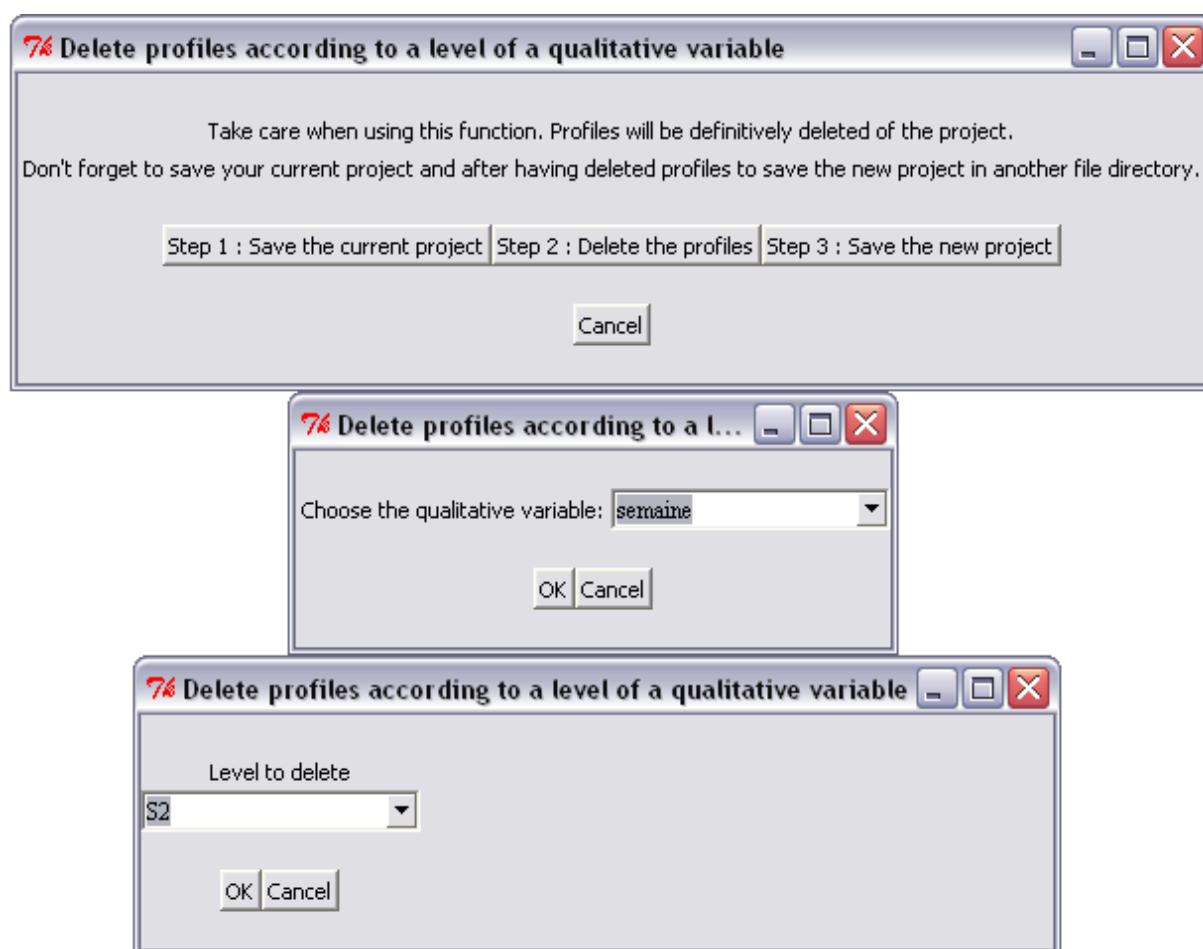 Delete profiles according to a level of a qualitative variable
Take care when using this function. Profiles will be definitively deleted of the project.
Don't forget to save your current project and after having deleted profiles to save the new project in another file directory.
Step 1 : Save the current project Step 2 : Delete the profiles Step 3 : Save the new project
Cancel
Delete profiles according to a l...
Choose the qualitative variable: semaine
OK Cancel
Delete profiles according to a level of a qualitative variable
Level to delete
S2
OK Cancel